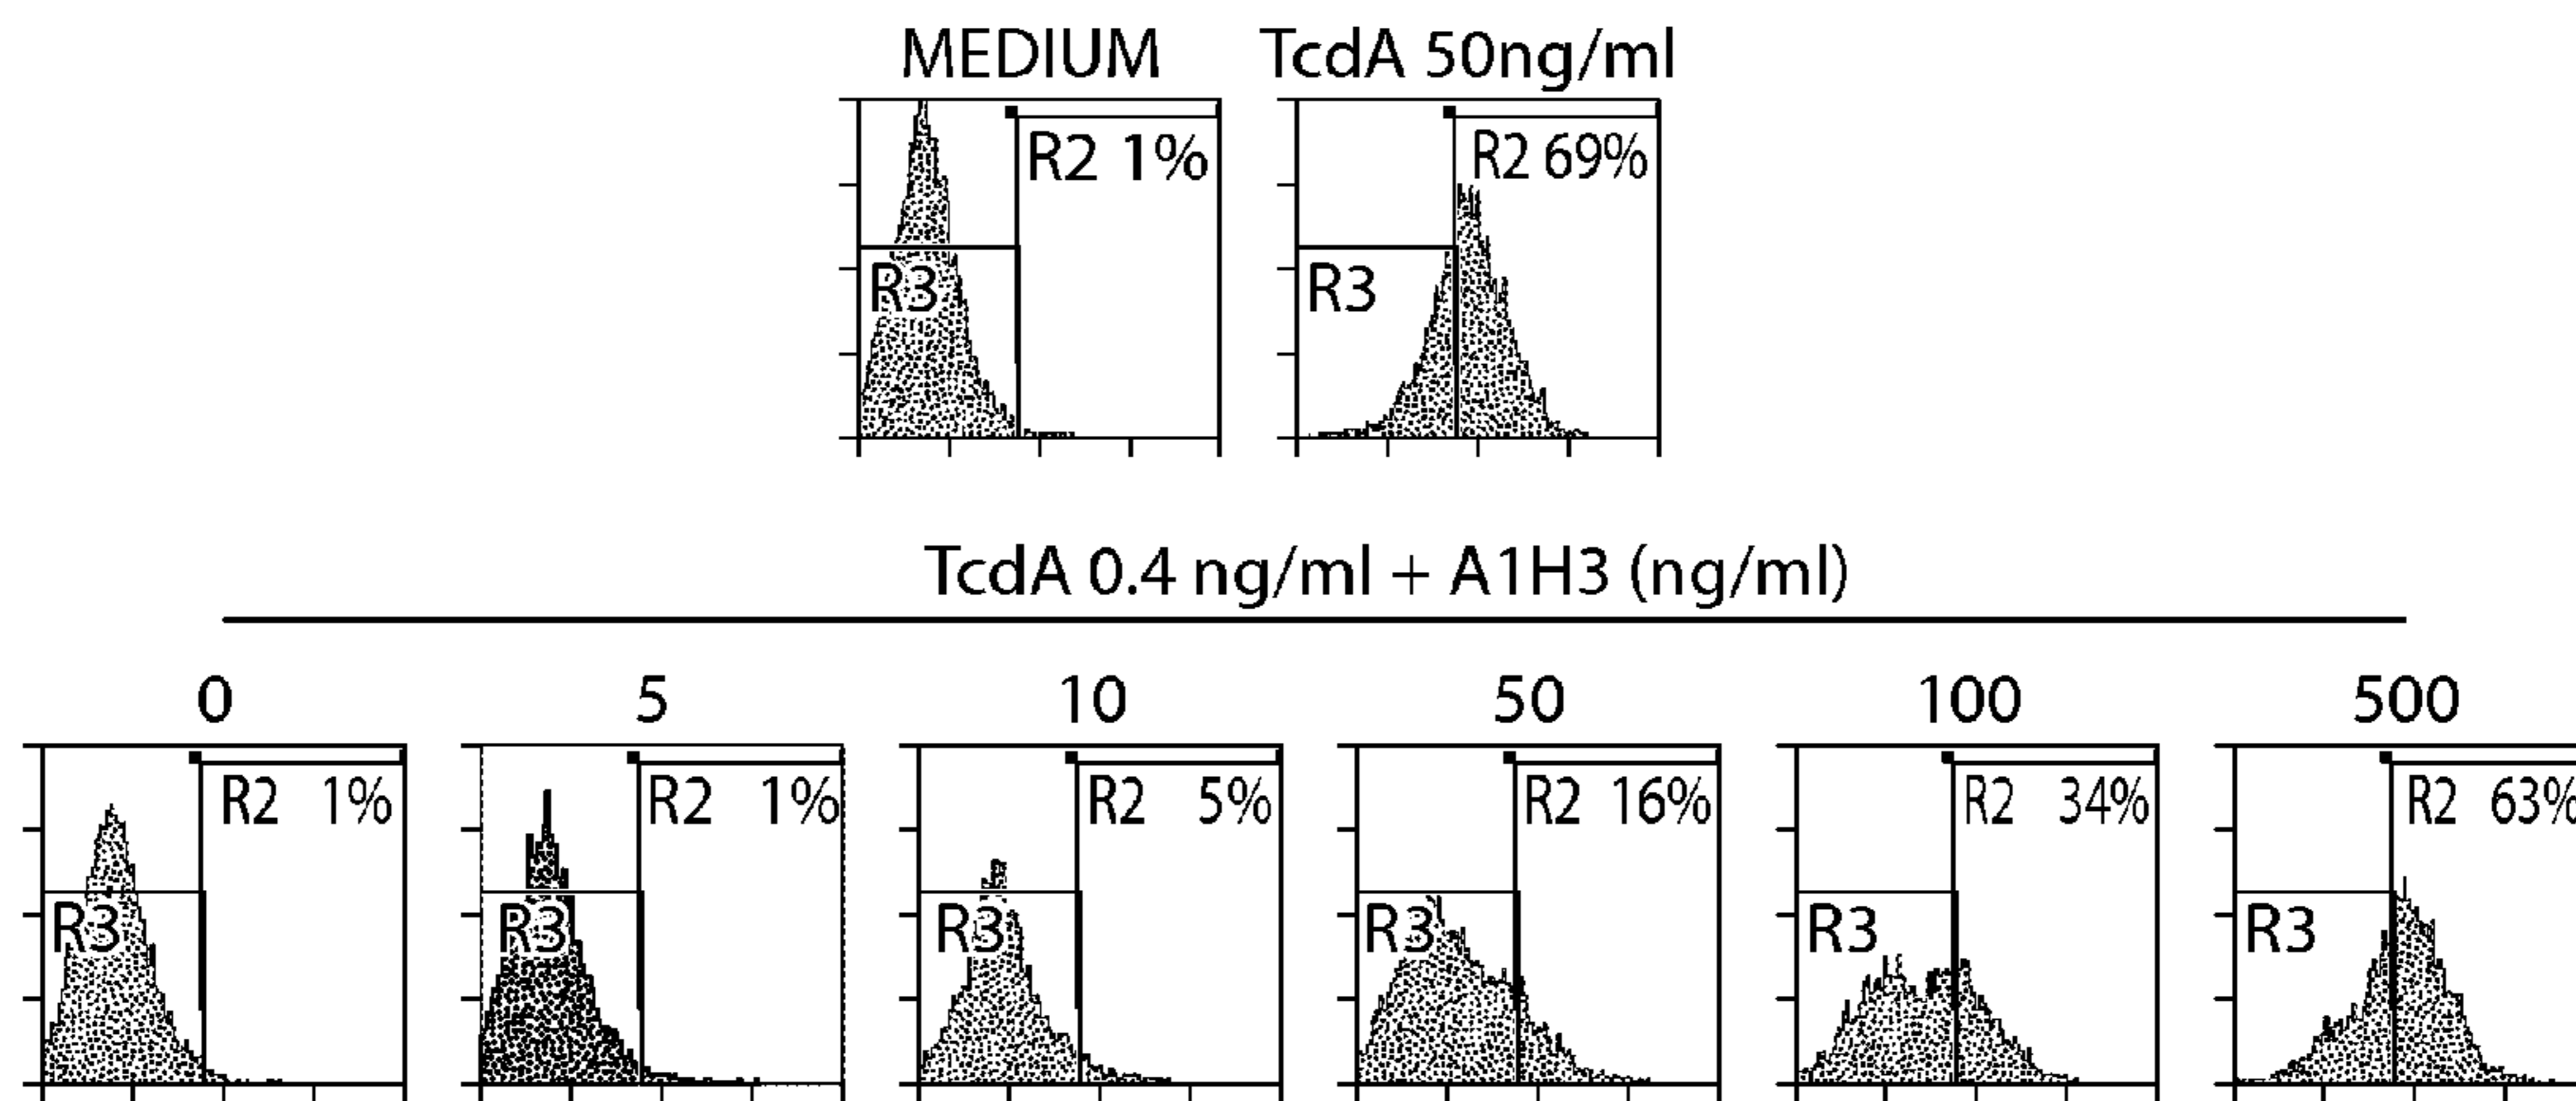 MEDIUM TcdA 50ng/ml
R2 1% R2 69%
R3 R3
TcdA 0.4 ng/ml + A1H3 (ng/ml)
0 5 10 50 100 500
R2 1% R2 1% R2 5% R2 16% R2 34% R2 63%
R3 R3 R3 R3 R3 R3